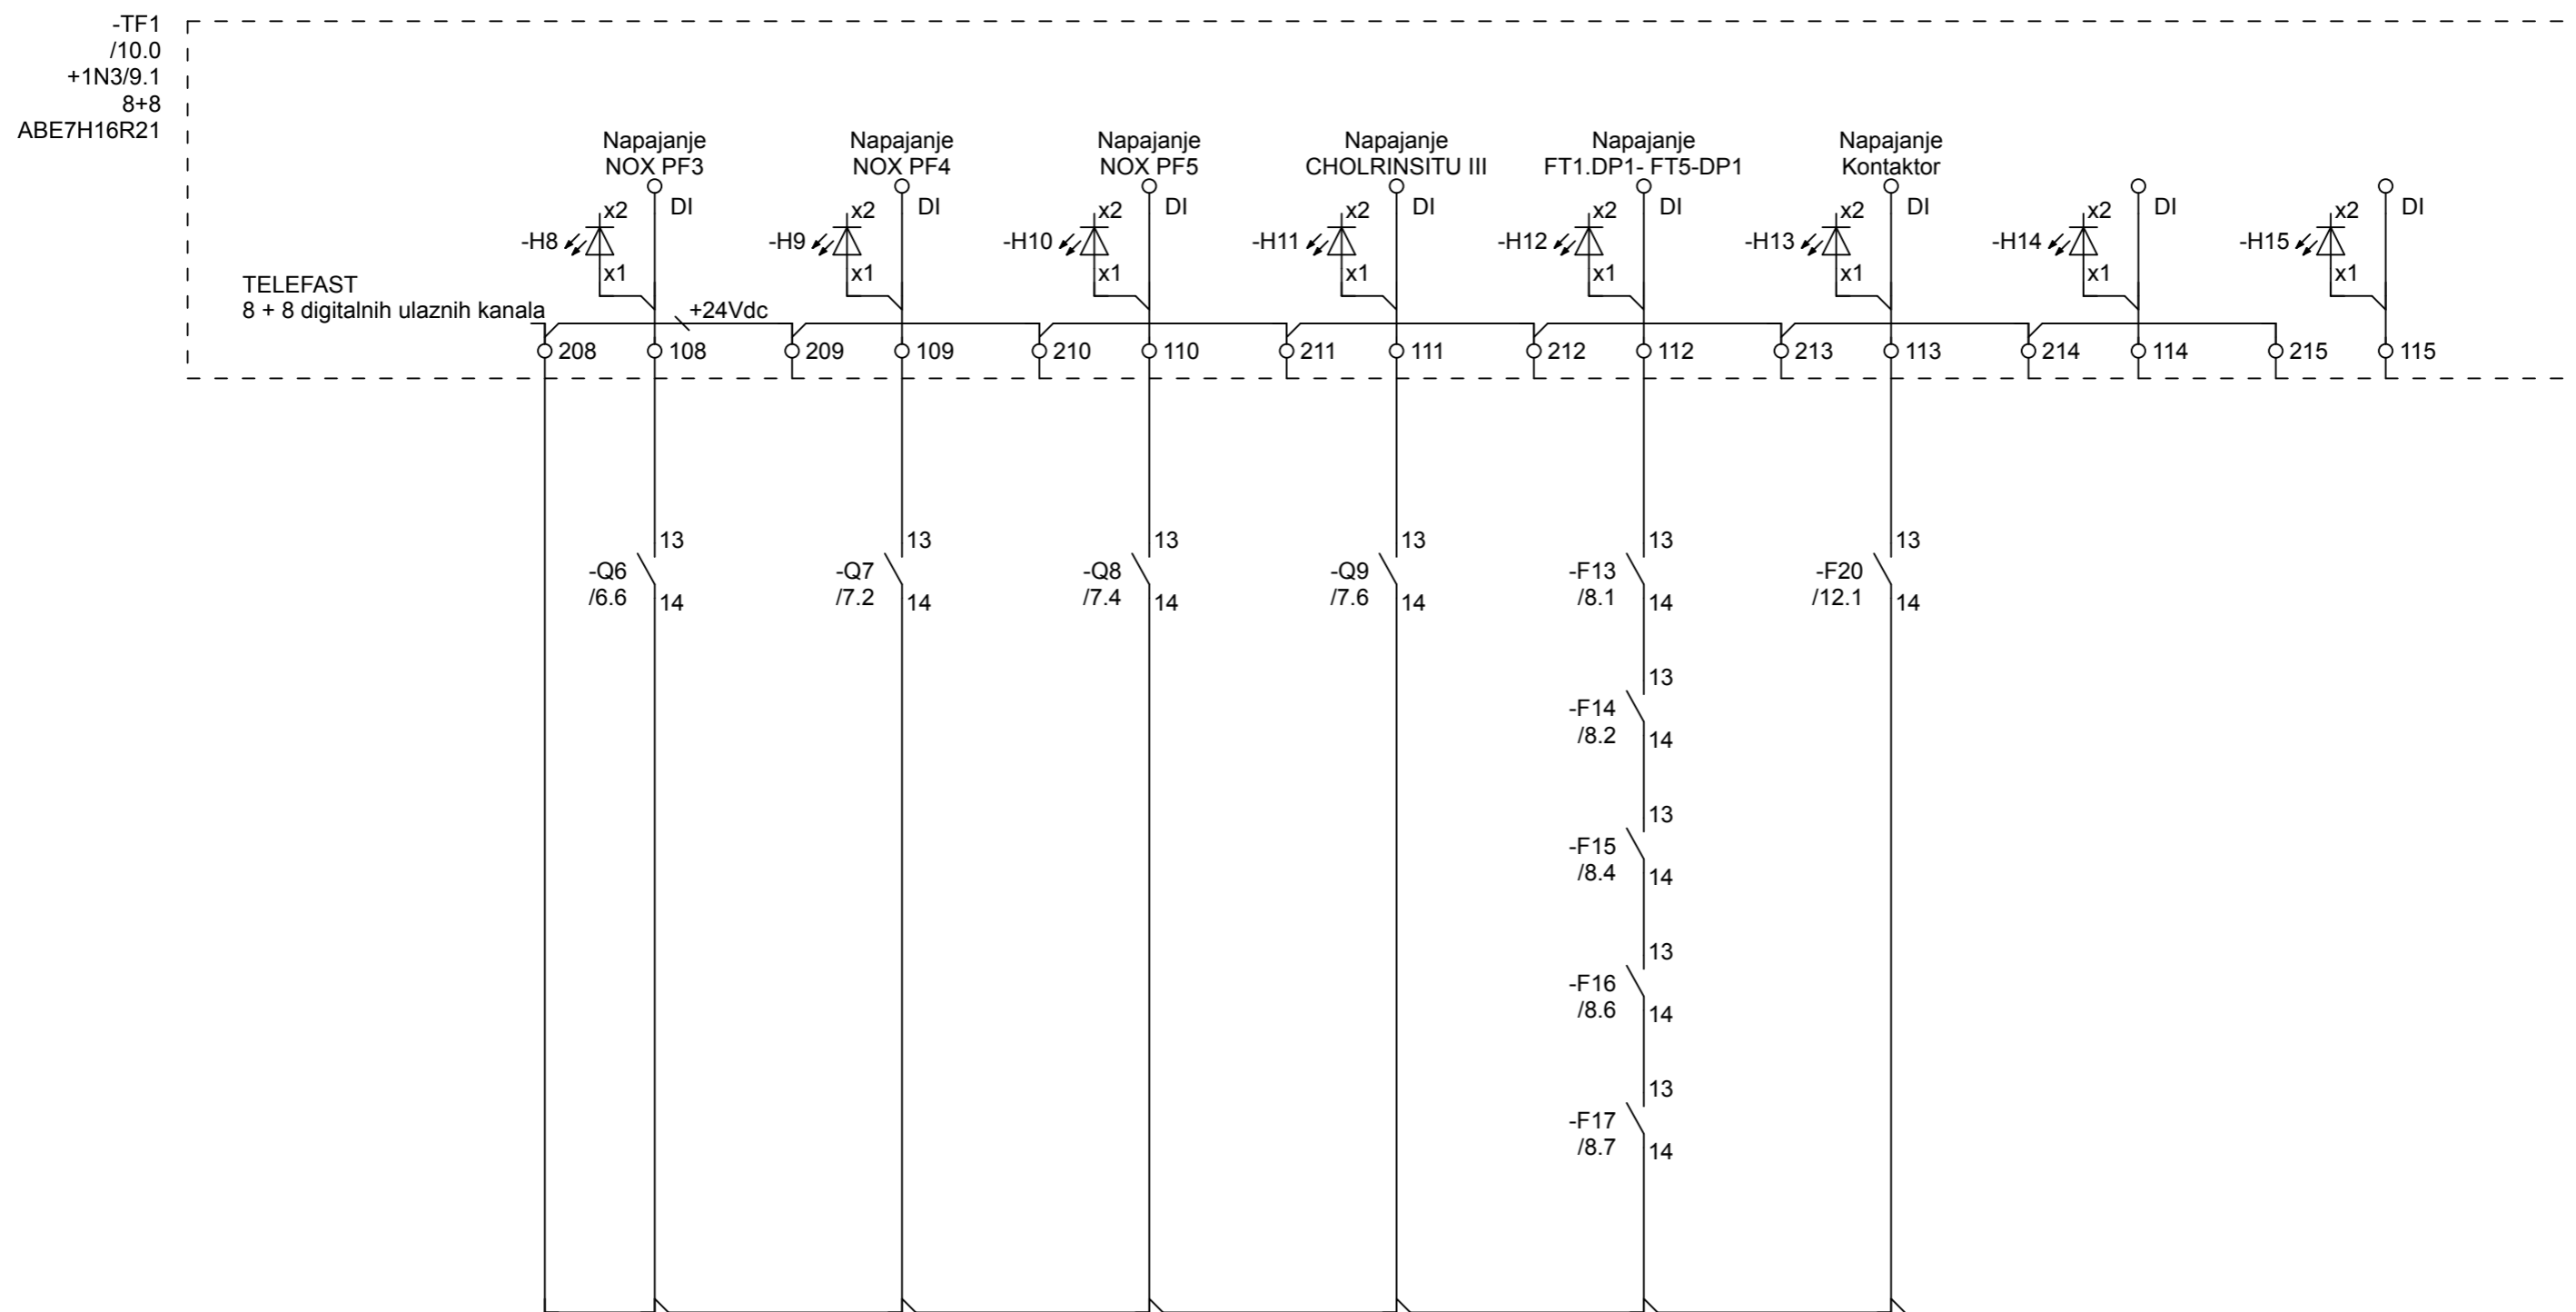 -TF1
/10.0
+1N3/9.1
8+8
ABE7H16R21
Napajanje
NOX PF3
Napajanje
NOX PF4
Napajanje
NOX PF5
Napajanje
CHOLRINSITU III
Napajanje
FT1.DP1- FT5-DP1
Napajanje
Kontaktor
x2 DI x2 DI x2 DI x2 DI x2 DI x2 DI x2 DI x2 DI
-H8 -H9 -H10 -H11 -H12 -H13 -H14 -H15
x1 x1 x1 x1 x1 x1 x1 x1
TELEFAST
8 + 8 digitalnih ulaznih kanala +24Vdc
208 108 209 109 210 110 211 111 212 112 213 113 214 114 215 115
13 13 13 13 13 13
-Q6 -Q7 -Q8 -Q9 -F13 -F20
/6.6 /7.2 /7.4 /7.6 /8.1 /12.1
14 14 14 14 14 14
13
-F14
/8.2
14
13
-F15
/8.4
14
13
-F16
/8.6
14
13
-F17
/8.7
14